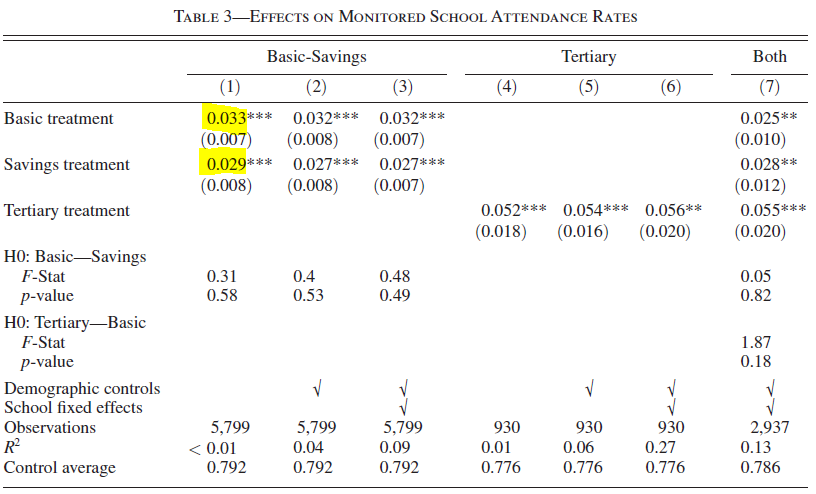 TABLE 3—EFFECTS ON MONITORED SCHOOL ATTENDANCE RATES
Basic-Savings Tertiary Both
(1) (2) (3) (4) (5) (6) (7)
Basic treatment 0.033*** 0.032*** 0.032*** 0.025**
(0.007) (0.008) (0.007) (0.010)
Savings treatment 0.029*** 0.027*** 0.027*** 0.028**
(0.008) (0.008) (0.007) (0.012)
Tertiary treatment 0.052*** 0.054*** 0.056** 0.055***
(0.018) (0.016) (0.020) (0.020)
H0: Basic—Savings
F-Stat 0.31 0.4 0.48 0.05
p-value 0.58 0.53 0.49 0.82
H0: Tertiary—Basic
F-Stat 1.87
p-value 0.18
Demographic controls √ √ √ √ √
School fixed effects √ √ √
Observations 5,799 5,799 5,799 930 930 930 2,937
R² < 0.01 0.04 0.09 0.01 0.06 0.27 0.13
Control average 0.792 0.792 0.792 0.776 0.776 0.776 0.786